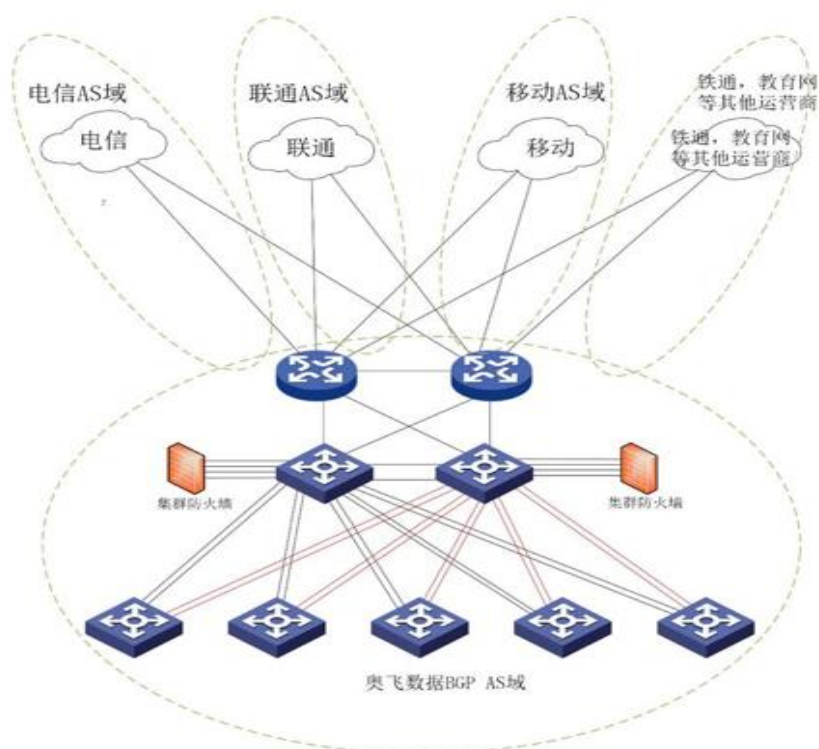 电信AS域
联通AS域
移动AS域
铁通，教育网
等其他运营商
电信
联通
移动
铁通，教育网
等其他运营商
集群防火墙
集群防火墙
奥飞数据BGP AS域